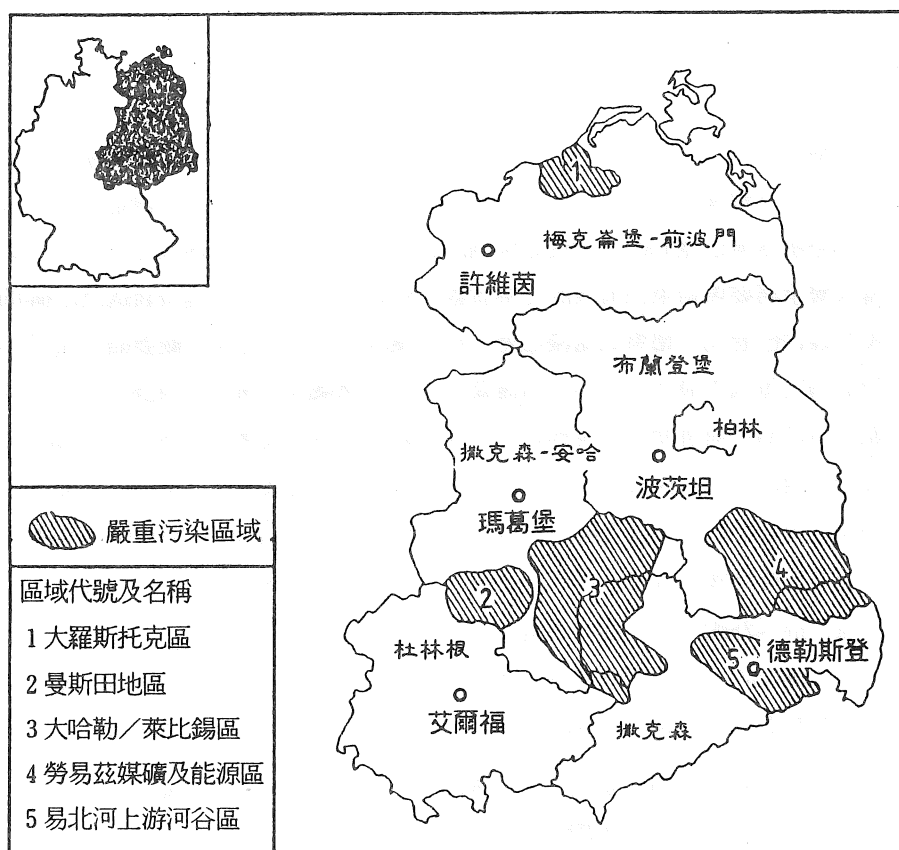 1
梅克崙堡-前波門
許維茵
布蘭登堡
柏林
撒克森-安哈
波茨坦
瑪葛堡
嚴重污染區域
4
3
2
區域代號及名稱
1 大羅斯托克區
杜林根
5
德勒斯登
2 曼斯田地區
艾爾福
撒克森
3 大哈勒／萊比錫區
4 勞易茲媒礦及能源區
5 易北河上游河谷區